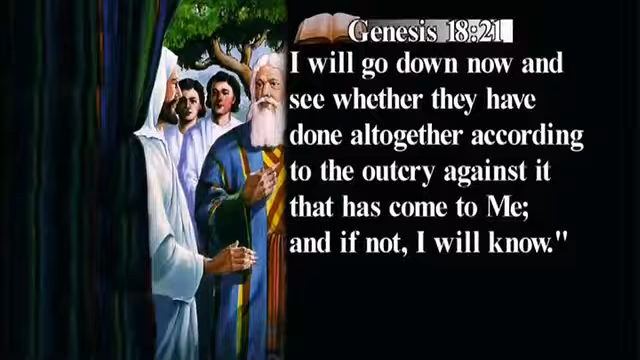 Genesis 18:21
I will go down now and
see whether they have
done altogether according
to the outcry against it
that has come to Me;
and if not, I will know."